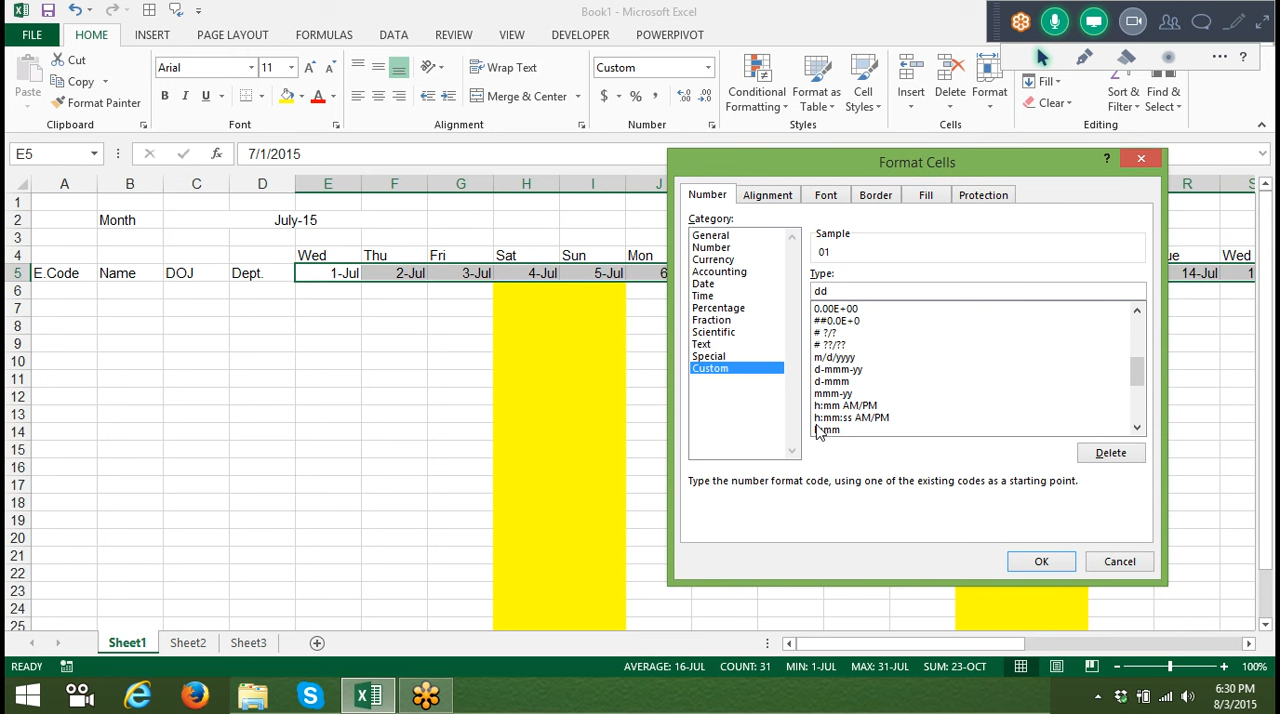 Book1 - Microsoft Excel
FILE HOME INSERT PAGE LAYOUT FORMULAS DATA REVIEW VIEW DEVELOPER POWERPIVOT
Paste
Cut
Copy
Format Painter
Clipboard
Arial 11
B I U
Font
Wrap Text
Merge & Center
Alignment
Custom
$ % ,
Number
Conditional Formatting
Format as Table
Cell Styles
Styles
Insert Delete Format
Cells
Fill
Clear
Sort & Filter
Find & Select
Editing
E5 fx 7/1/2015
A B C D E F G H I J R S
1
2 Month July-15
3
4 Wed Thu Fri Sat Sun Mon Wed
5 E.Code Name DOJ Dept. 1-Jul 2-Jul 3-Jul 4-Jul 5-Jul 6 14-Jul 1
6
7
8
9
10
11
12
13
14
15
16
17
18
19
20
21
22
23
24
25
Format Cells
?
Number Alignment Font Border Fill Protection
Category:
General
Number
Currency
Accounting
Date
Time
Percentage
Fraction
Scientific
Text
Special
Custom
Sample
01
Type:
dd
0.00E+00
##0.0E+0
# ?/?
# ??/??
m/d/yyyy
d-mmm-yy
d-mmm
mmm-yy
h:mm AM/PM
h:mm:ss AM/PM
h:mm
Delete
Type the number format code, using one of the existing codes as a starting point.
OK Cancel
Sheet1 Sheet2 Sheet3
READY AVERAGE: 16-JUL COUNT: 31 MIN: 1-JUL MAX: 31-JUL SUM: 23-OCT 100%
6:30 PM
8/3/2015